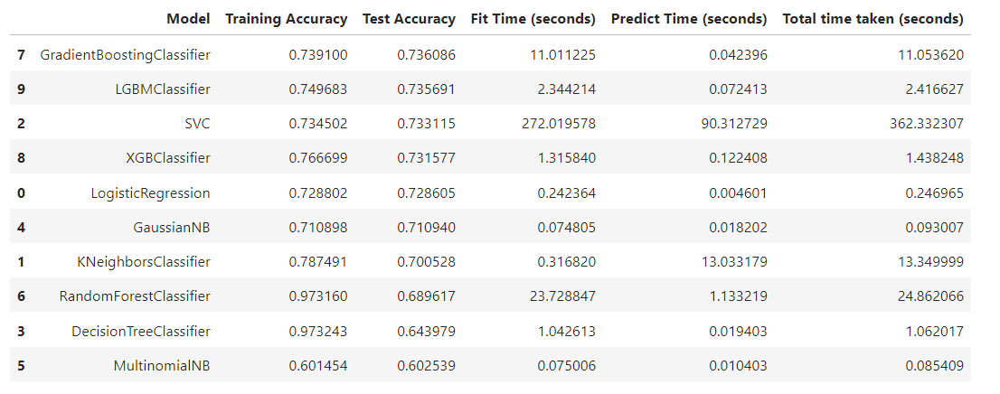 Model Training Accuracy Test Accuracy Fit Time (seconds) Predict Time (seconds) Total time taken (seconds)
7 GradientBoostingClassifier 0.739100 0.736086 11.011225 0.042396 11.053620
9 LGBMClassifier 0.749683 0.735691 2.344214 0.072413 2.416627
2 SVC 0.734502 0.733115 272.019578 90.312729 362.332307
8 XGBClassifier 0.766699 0.731577 1.315840 0.122408 1.438248
0 LogisticRegression 0.728802 0.728605 0.242364 0.004601 0.246965
4 GaussianNB 0.710898 0.710940 0.074805 0.018202 0.093007
1 KNeighborsClassifier 0.787491 0.700528 0.316820 13.033179 13.349999
6 RandomForestClassifier 0.973160 0.689617 23.728847 1.133219 24.862066
3 DecisionTreeClassifier 0.973243 0.643979 1.042613 0.019403 1.062017
5 MultinomialNB 0.601454 0.602539 0.075006 0.010403 0.085409